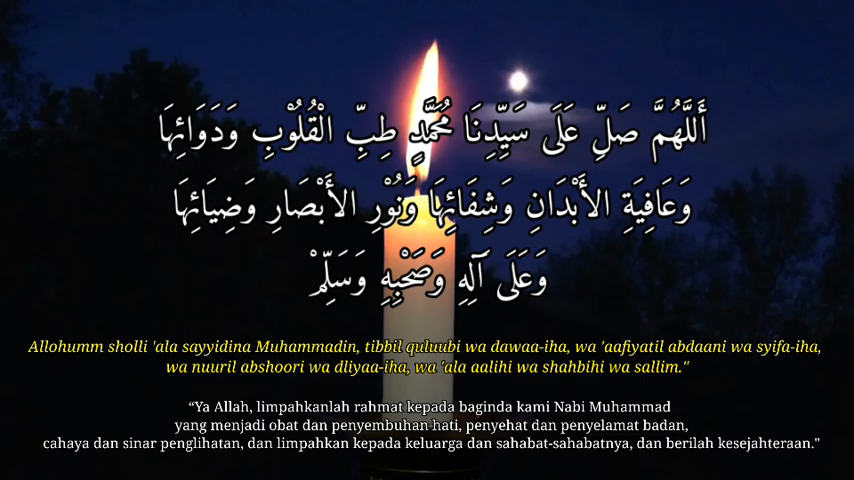 أَللَّهُمَّ صَلِّ عَلَى سَيِّدِنَا مُحَمَّدٍ طِبِّ الْقُلُوْبِ وَدَوَائِهَا
وَعَافِيَةِ الأَبْدَانِ وَشِفَائِهَا وَنُوْرِ الأَبْصَارِ وَضِيَائِهَا
وَعَلَى آلِهِ وَصَحْبِهِ وَسَلِّمْ
Allohumm sholli 'ala sayyidina Muhammadin, tibbil quluubi wa dawaa-iha, wa 'aafiyatil abdaani wa syifa-iha,
wa nuuril abshoori wa dliyaa-iha, wa 'ala aalihi wa shahbihi wa sallim."
“Ya Allah, limpahkanlah rahmat kepada baginda kami Nabi Muhammad
yang menjadi obat dan penyembuhan hati, penyehat dan penyelamat badan,
cahaya dan sinar penglihatan, dan limpahkan kepada keluarga dan sahabat-sahabatnya, dan berilah kesejahteraan."